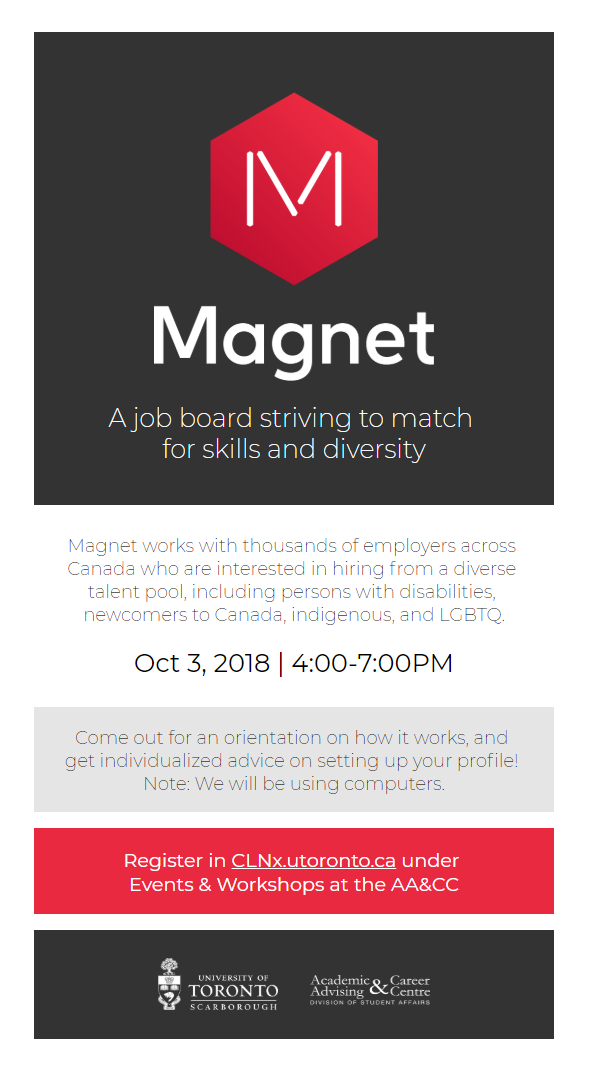 M
Magnet
A job board striving to match
for skills and diversity
Magnet works with thousands of employers across
Canada who are interested in hiring from a diverse
talent pool, including persons with disabilities,
newcomers to Canada, indigenous, and LGBTQ.
Oct 3, 2018 | 4:00-7:00PM
Come out for an orientation on how it works, and
get individualized advice on setting up your profile!
Note: We will be using computers.
Register in CLNx.utoronto.ca under
Events & Workshops at the AA&CC
UNIVERSITY OF
TORONTO
SCARBOROUGH
Academic & Career
Advising Centre
DIVISION OF STUDENT AFFAIRS